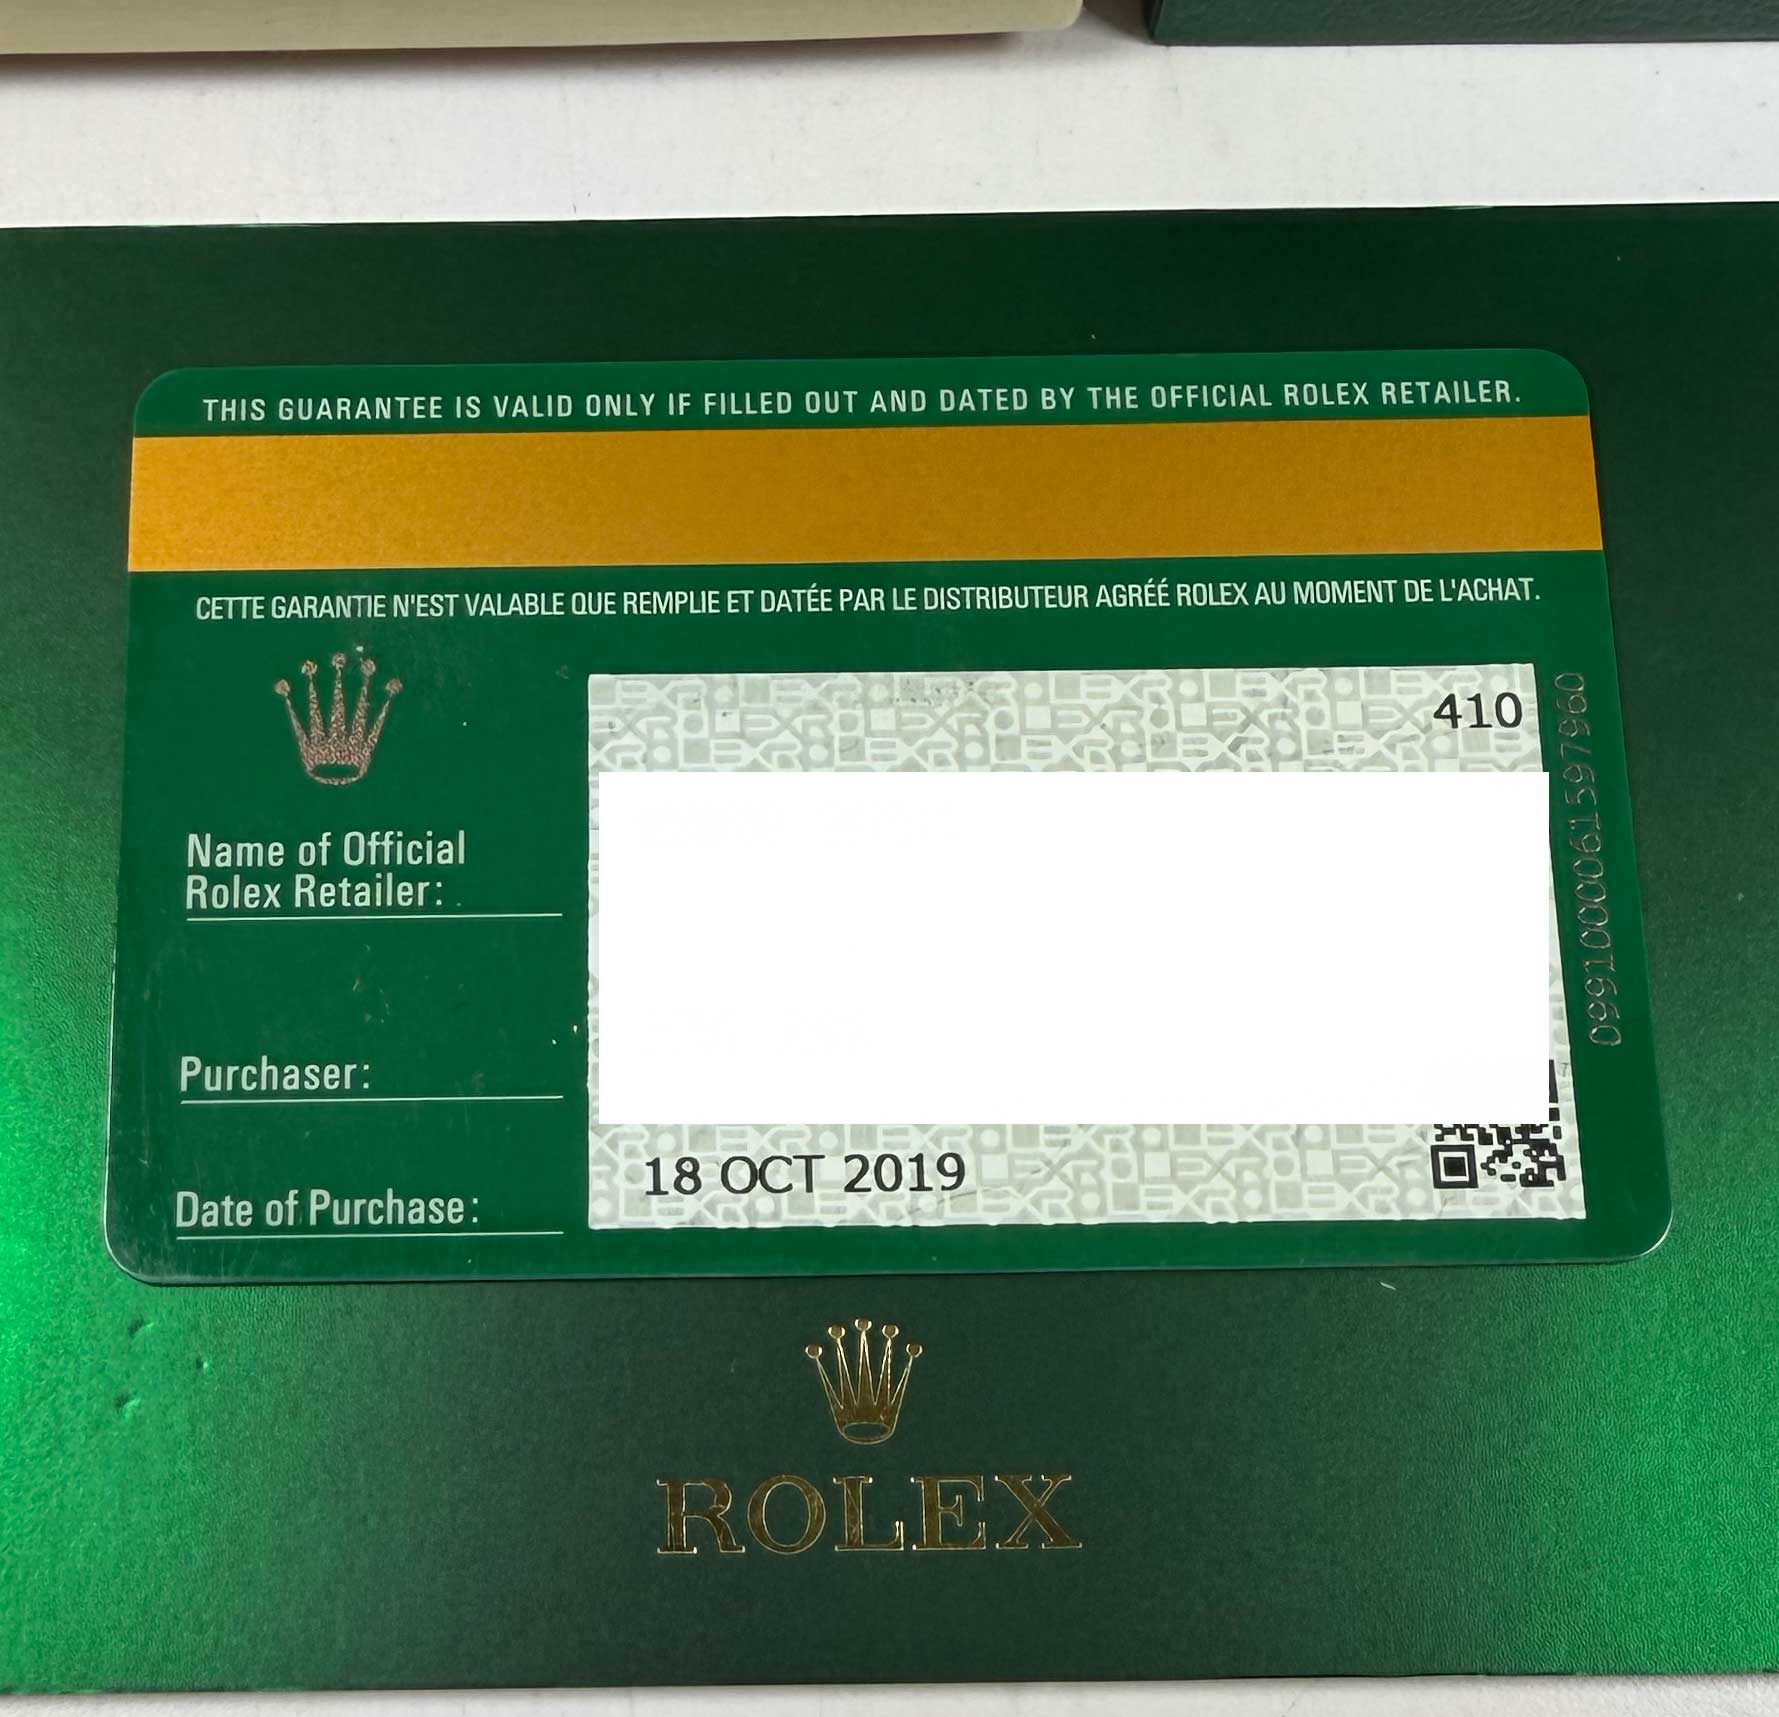 THIS GUARANTEE IS VALID ONLY IF FILLED OUT AND DATED BY THE OFFICIAL ROLEX RETAILER.
CETTE GARANTIE N'EST VALABLE QUE REMPLIE ET DATÉE PAR LE DISTRIBUTEUR AGRÉÉ ROLEX AU MOMENT DE L'ACHAT.
410
Name of Official
Rolex Retailer:
Purchaser:
Date of Purchase:
18 OCT 2019
ROLEX